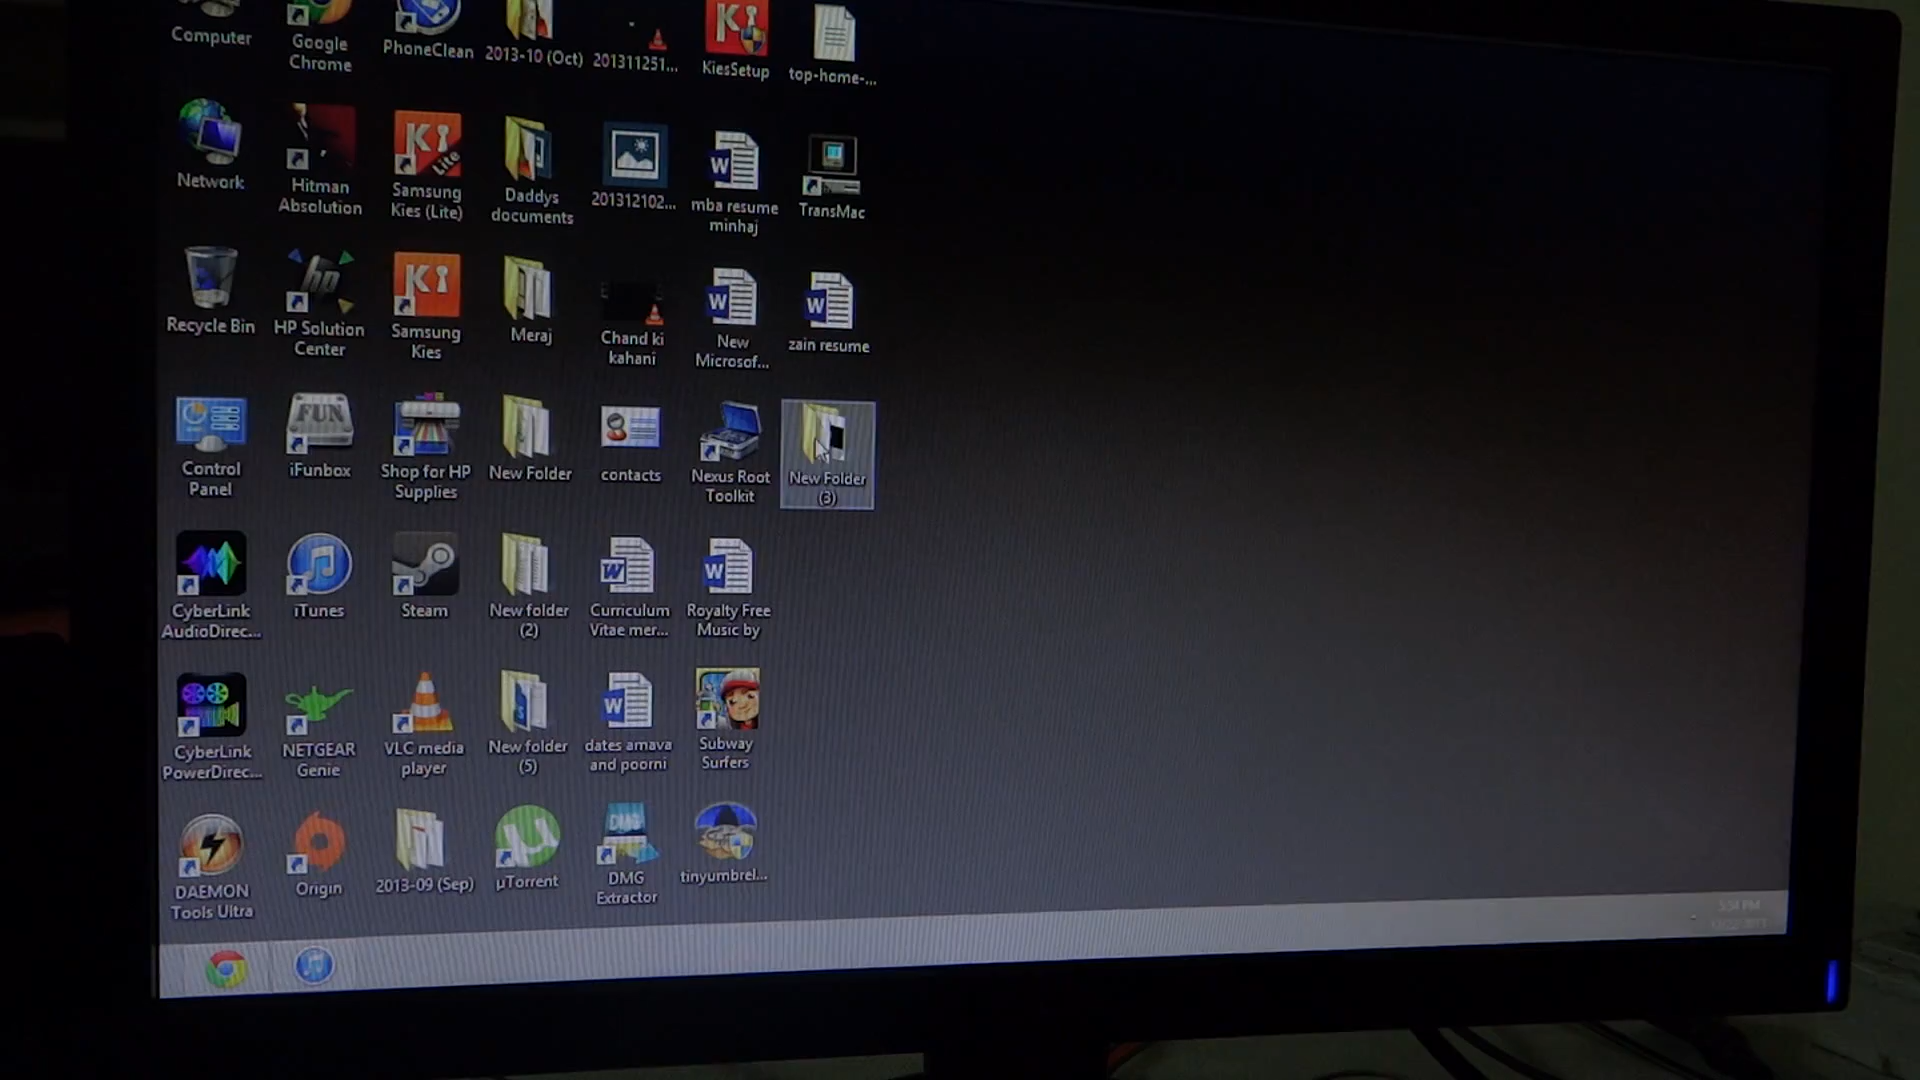 Computer
Google
Chrome
PhoneClean
2013-10 (Oct)
201311251...
KiesSetup
top-home-...
Network
Hitman
Absolution
Samsung
Kies (Lite)
Daddys
documents
201312102...
mba resume
minhaj
TransMac
Recycle Bin
HP Solution
Center
Samsung
Kies
Meraj
Chand ki
kahani
New
Microsof...
zain resume
Control
Panel
FUN
iFunbox
Shop for HP
Supplies
New Folder
contacts
Nexus Root
Toolkit
New Folder
(3)
CyberLink
AudioDirec...
iTunes
Steam
New folder
(2)
Curriculum
Vitae mer...
Royalty Free
Music by
CyberLink
PowerDirec...
NETGEAR
Genie
VLC media
player
New folder
(5)
dates amava
and poorni
Subway
Surfers
DAEMON
Tools Ultra
Origin
2013-09 (Sep)
µTorrent
DMG
DMG
Extractor
tinyumbrel...
5:54 PM